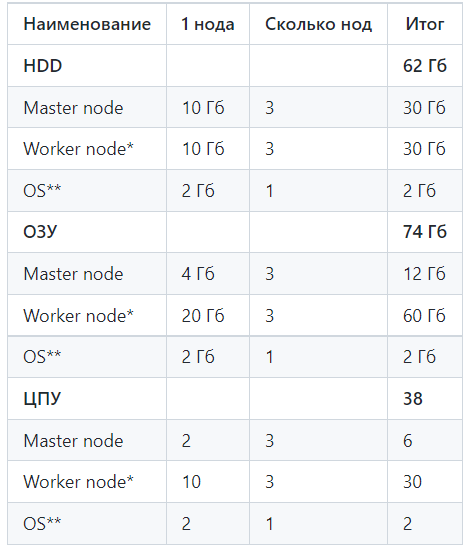 Наименование 1 нода Сколько нод Итог
HDD 62 Гб
Master node 10 Гб 3 30 Гб
Worker node* 10 Гб 3 30 Гб
OS** 2 Гб 1 2 Гб
ОЗУ 74 Гб
Master node 4 Гб 3 12 Гб
Worker node* 20 Гб 3 60 Гб
OS** 2 Гб 1 2 Гб
ЦПУ 38
Master node 2 3 6
Worker node* 10 3 30
OS** 2 1 2